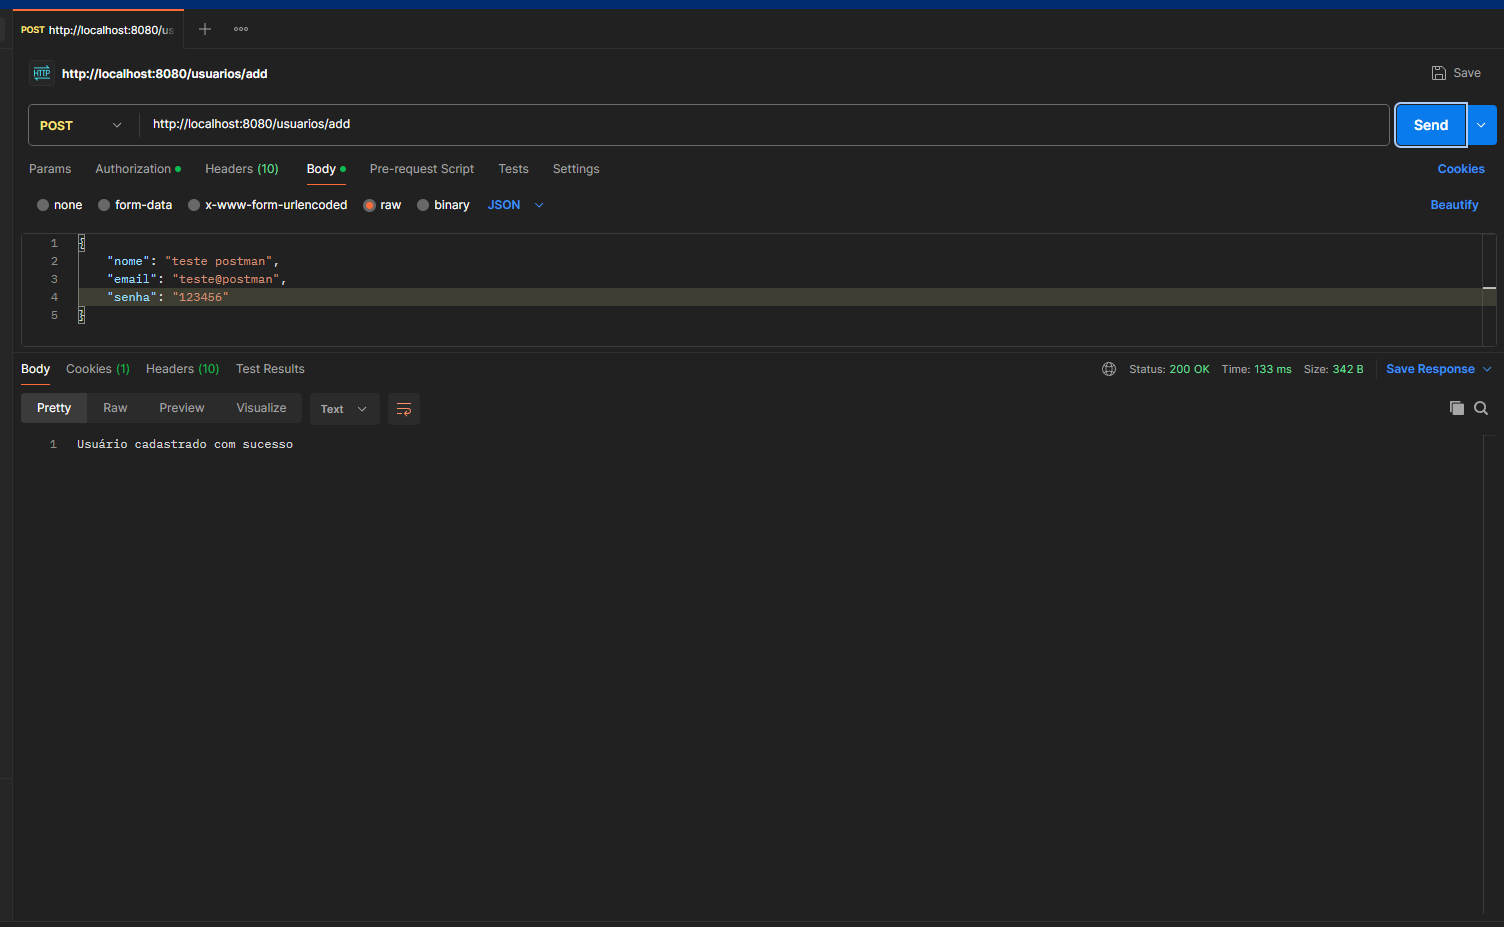 POST http://localhost:8080/us
HTTP http://localhost:8080/usuarios/add
Save
POST http://localhost:8080/usuarios/add
Send
Params Authorization Headers (10) Body Pre-request Script Tests Settings
Cookies
none form-data x-www-form-urlencoded raw binary JSON
Beautify
1 {
2 "nome": "teste postman",
3 "email": "teste@postman",
4 "senha": "123456"
5 }
Body Cookies (1) Headers (10) Test Results
Status: 200 OK Time: 133 ms Size: 342 B Save Response
Pretty Raw Preview Visualize Text
1 Usuário cadastrado com sucesso